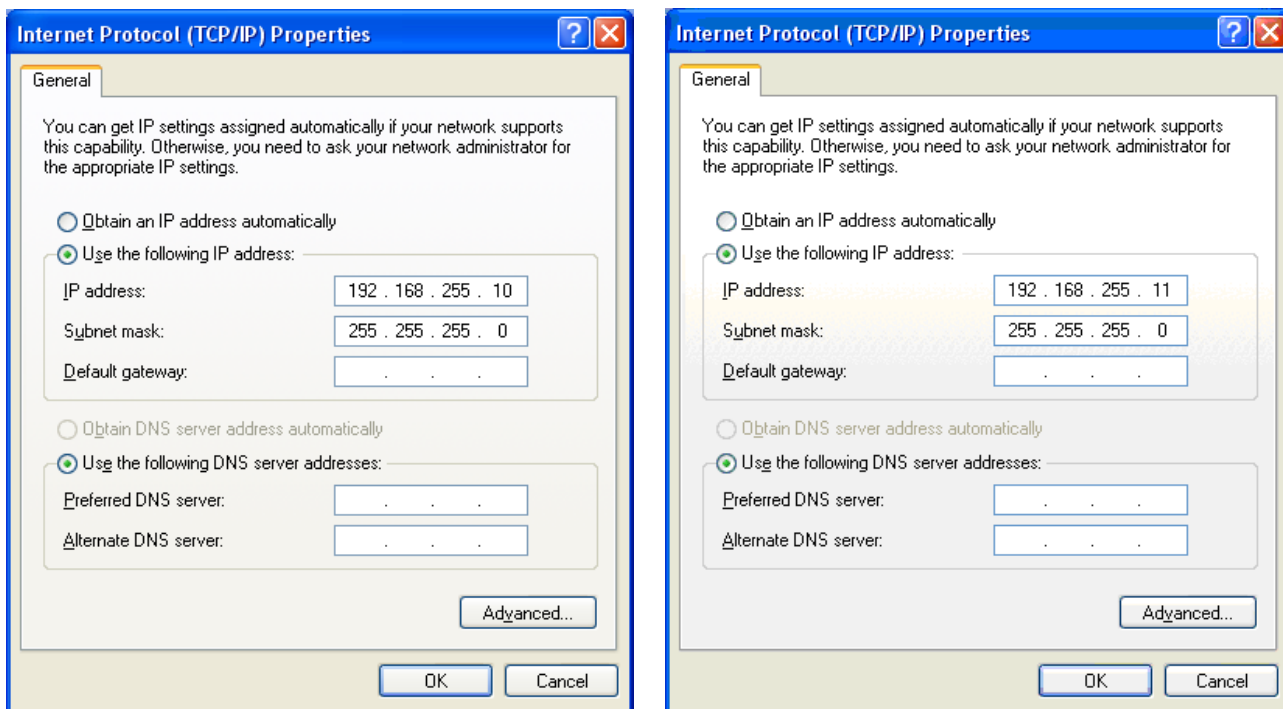 Internet Protocol (TCP/IP) Properties
General
You can get IP settings assigned automatically if your network supports
this capability. Otherwise, you need to ask your network administrator for
the appropriate IP settings.
Obtain an IP address automatically
Use the following IP address:
IP address:
192 . 168 . 255 . 10
Subnet mask:
255 . 255 . 255 . 0
Default gateway:
. . .
Obtain DNS server address automatically
Use the following DNS server addresses:
Preferred DNS server:
. . .
Alternate DNS server:
. . .
Advanced...
OK
Cancel
Internet Protocol (TCP/IP) Properties
General
You can get IP settings assigned automatically if your network supports
this capability. Otherwise, you need to ask your network administrator for
the appropriate IP settings.
Obtain an IP address automatically
Use the following IP address:
IP address:
192 . 168 . 255 . 11
Subnet mask:
255 . 255 . 255 . 0
Default gateway:
. . .
Obtain DNS server address automatically
Use the following DNS server addresses:
Preferred DNS server:
. . .
Alternate DNS server:
. . .
Advanced...
OK
Cancel